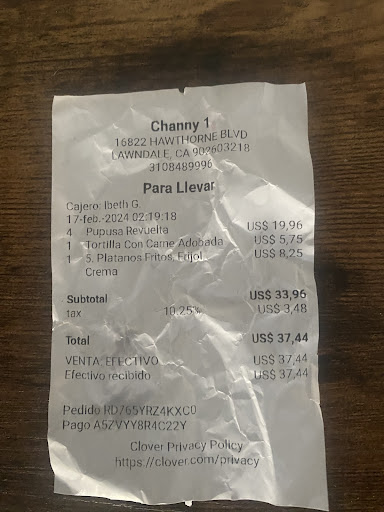 Channy 1
16822 HAWTHORNE BLVD
LAWNDALE, CA 902603218
3108489996
Para Llevar
Cajero: Ibeth G.
17-feb.-2024 02:19:18
4 Pupusa Revuelta US$ 19,96
1 Tortilla Con Carne Adobada US$ 5,75
1 5. Platanos Fritos, Frijol US$ 8,25
Crema
Subtotal US$ 33,96
tax 10,25% US$ 3,48
Total US$ 37,44
VENTA, EFECTIVO US$ 37,44
Efectivo recibido US$ 37,44
Pedido RD765YRZ4KXC0
Pago A5ZVYY8R4C22Y
Clover Privacy Policy
https://clover.com/privacy